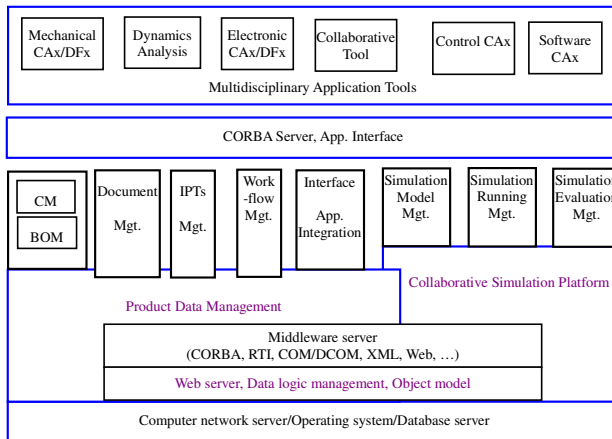 Mechanical
CAx/DFx
Dynamics
Analysis
Electronic
CAx/DFx
Collaborative
Tool
Control CAx
Software
CAx
Multidisciplinary Application Tools
CORBA Server, App. Interface
CM
BOM
Document
Mgt.
IPTs
Mgt.
Work
-flow
Mgt.
Interface
App.
Integration
Simulation
Model
Mgt.
Simulation
Running
Mgt.
Simulation
Evaluation
Mgt.
Collaborative Simulation Platform
Product Data Management
Middleware server
(CORBA, RTI, COM/DCOM, XML, Web, …)
Web server, Data logic management, Object model
Computer network server/Operating system/Database server